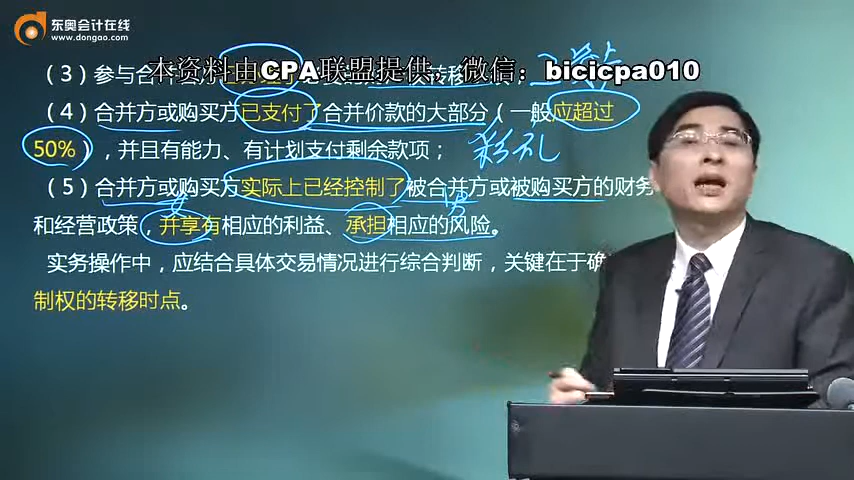 东奥会计在线
www.dongao.com
本资料由CPA联盟提供，微信：bicicpa010
（3）参与合
（4）合并方或购买方已支付了合并价款的大部分（一般应超过
50%），并且有能力、有计划支付剩余款项；
彩礼
（5）合并方或购买方实际上已经控制了被合并方或被购买方的财务
和经营政策，并享有相应的利益、承担相应的风险。
女
男
实务操作中，应结合具体交易情况进行综合判断，关键在于确
制权的转移时点。